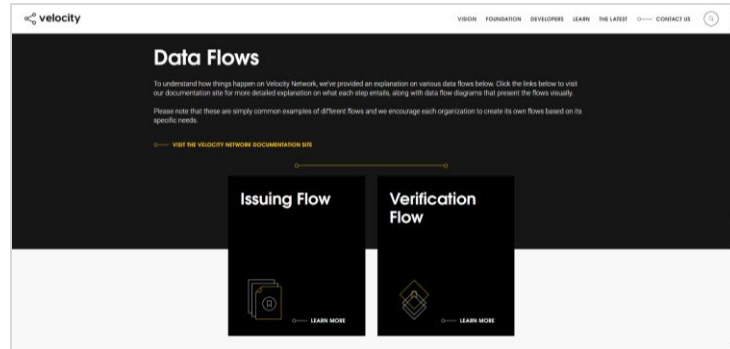 velocity
VISION FOUNDATION DEVELOPERS LEARN THE LATEST CONTACT US
Data Flows
To understand how things happen on Velocity Network, we've provided an explanation on various data flows below. Click the links below to visit
our documentation site for more detailed explanation on what each step entails, along with data flow diagrams that present the flows visually.
Please note that these are simply common examples of different flows and we encourage each organization to create its own flows based on its
specific needs.
VISIT THE VELOCITY NETWORK DOCUMENTATION SITE
Issuing Flow
LEARN MORE
Verification
Flow
LEARN MORE